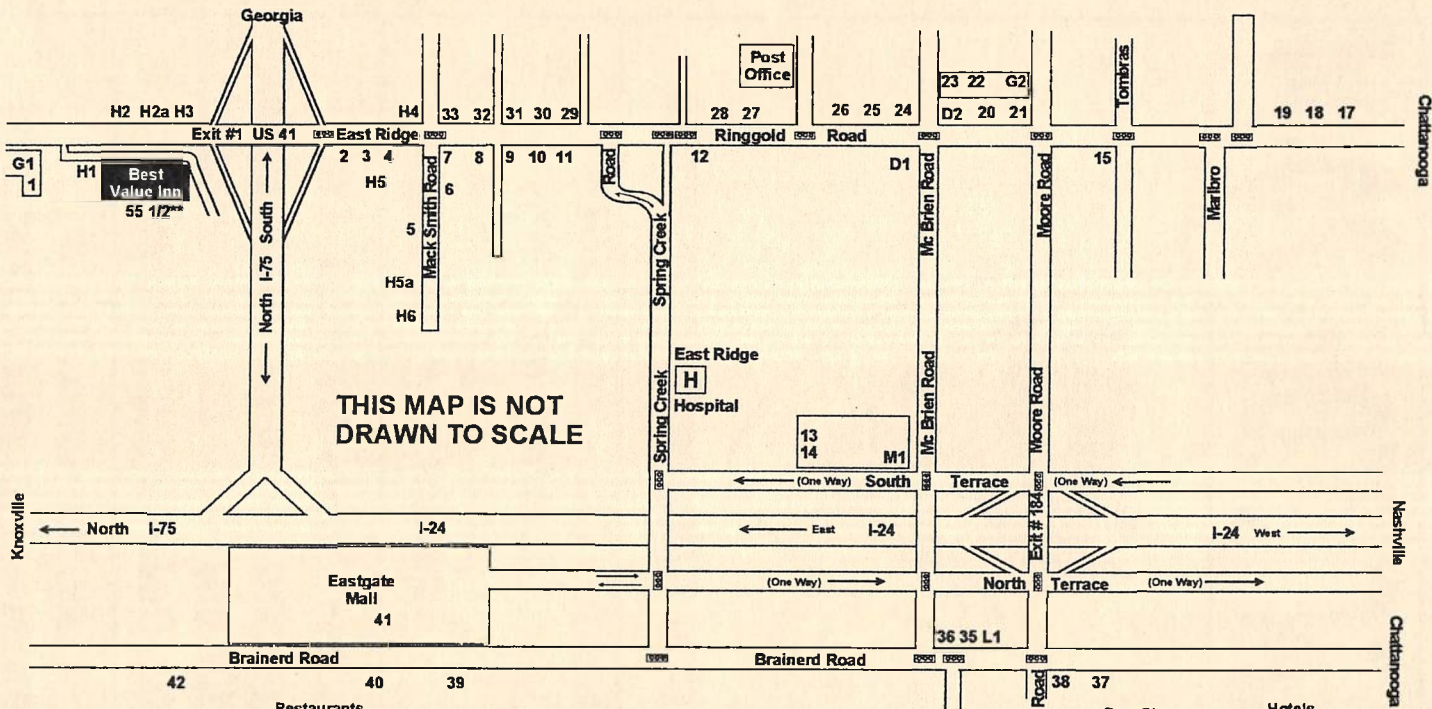 Georgia
Post
Office
23 22 G2
Tombras
H2 H2a H3
H4
33 32 31 30 29
28 27
26 25 24
D2 20 21
19 18 17
Exit #1 US 41
East Ridge
Ringgold Road
Chattanooga
G1
1
H1
Best
Value Inn
55 1/2**
2 3 4
H5
7 8 9 10 11
6
5
H5a
H6
Mack Smith Road
North I-75 South
Road
12
D1
15
Spring Creek
Mc Brien Road
Moore Road
Marlbro
THIS MAP IS NOT
DRAWN TO SCALE
East Ridge
H
Hospital
Spring Creek
Mc Brien Road
Moore Road
13
14
M1
(One Way) South Terrace (One Way)
Knoxville
North I-75 I-24
East I-24
Exit # 184
I-24 West
Nashville
Eastgate
Mall
41
(One Way) North Terrace (One Way)
36 35 L1
Brainerd Road Brainerd Road
Chattanooga
42 40 39
Road
38 37
Restaurants
Hotels